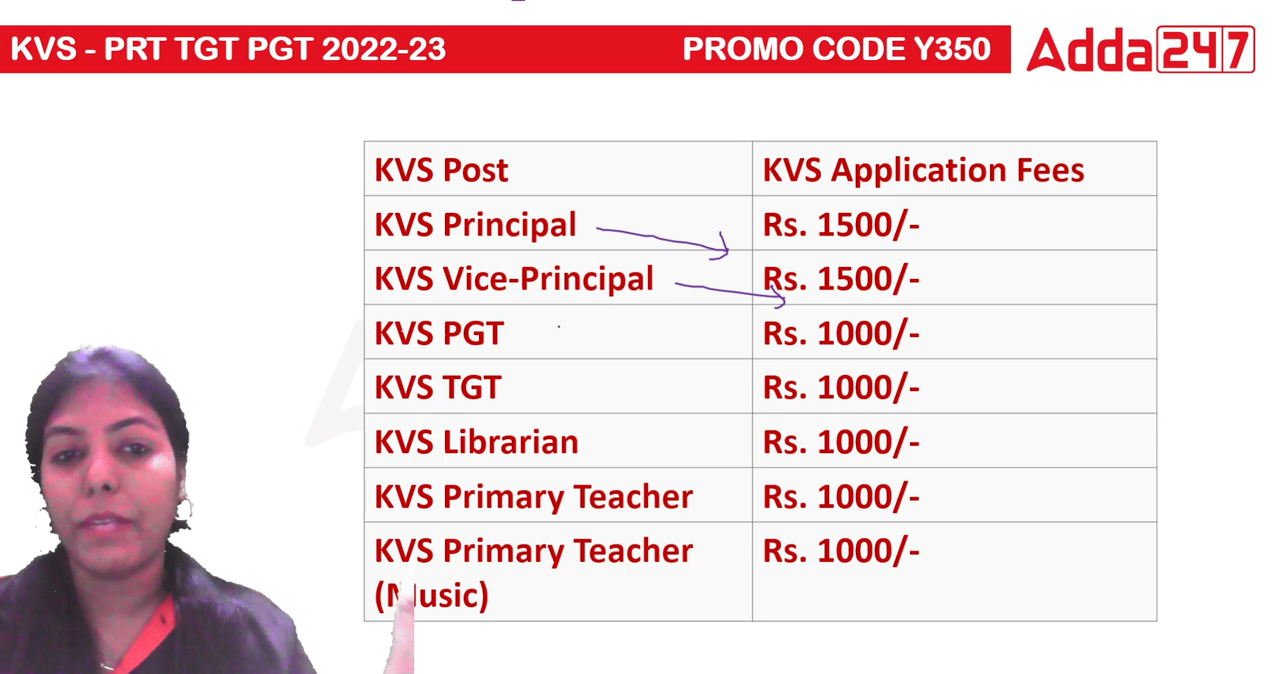 KVS - PRT TGT PGT 2022-23 PROMO CODE Y350 Adda247
KVS Post KVS Application Fees
KVS Principal Rs. 1500/-
KVS Vice-Principal Rs. 1500/-
KVS PGT Rs. 1000/-
KVS TGT Rs. 1000/-
KVS Librarian Rs. 1000/-
KVS Primary Teacher Rs. 1000/-
KVS Primary Teacher Rs. 1000/-
(Music)